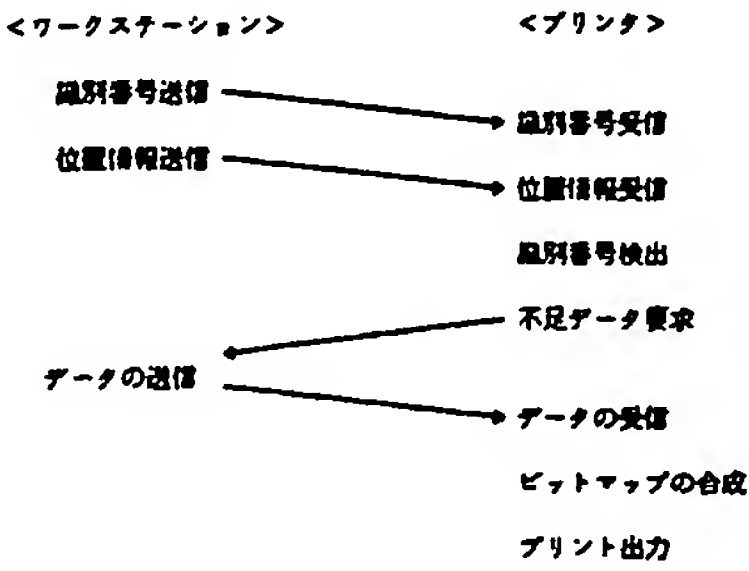 <ワークステーション>
<プリンタ>
識別番号送信
識別番号受信
位置情報送信
位置情報受信
識別番号検出
不足データ要求
データの送信
データの受信
ビットマップの合成
プリント出力